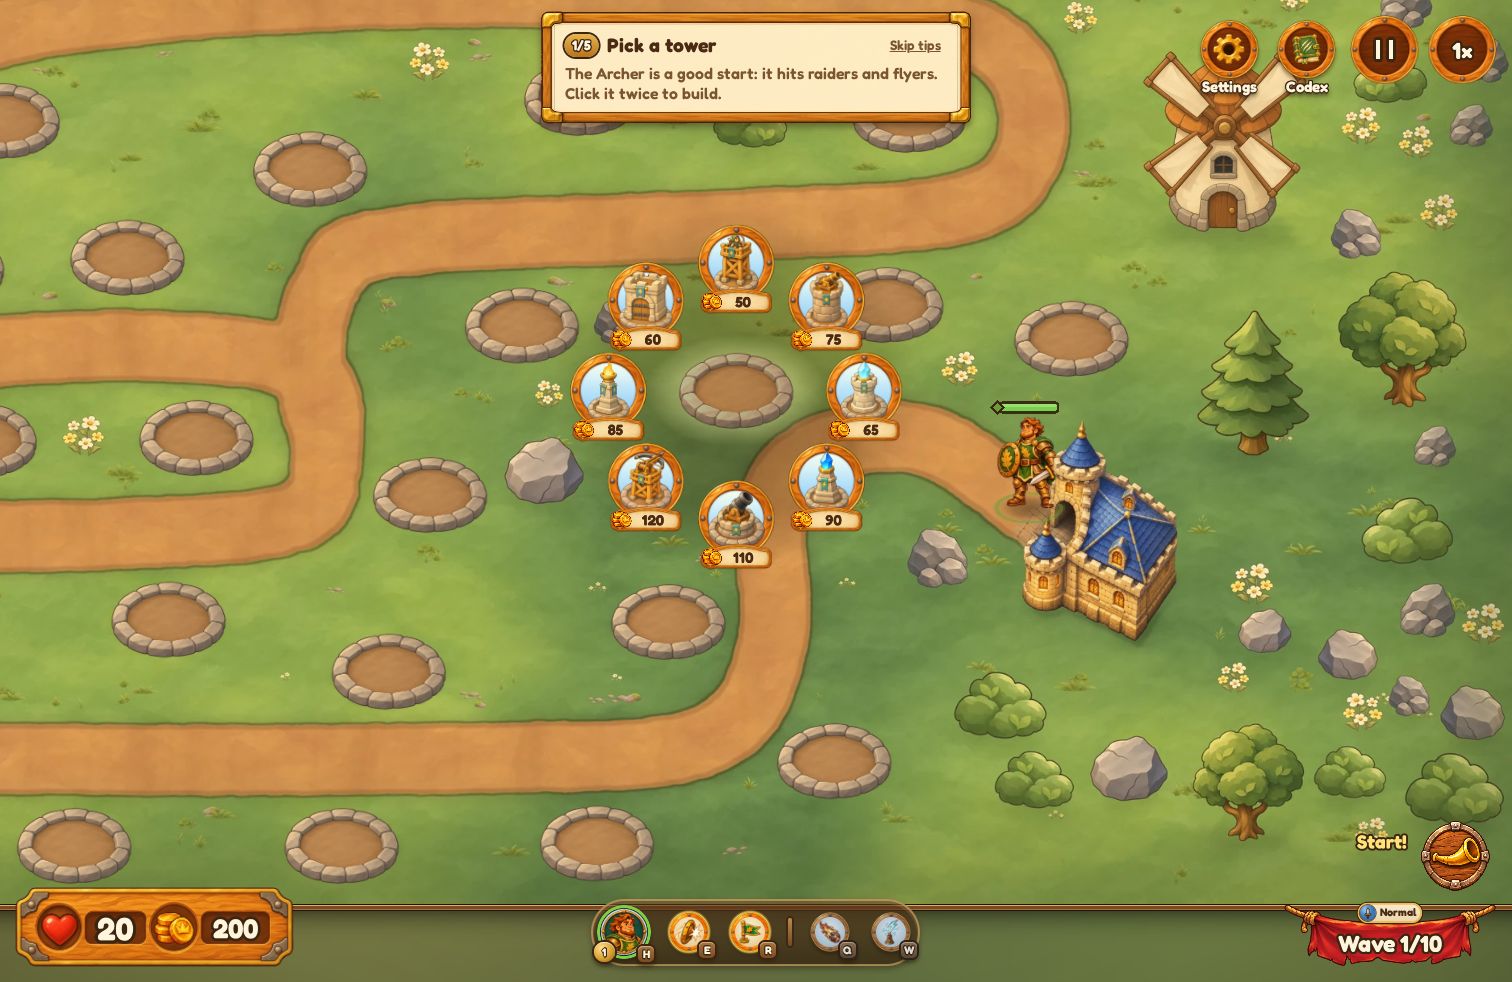 1/5 Pick a tower
Skip tips
The Archer is a good start: it hits raiders and flyers.
Click it twice to build.
Settings
Codex
1x
50
60
75
85
65
120
90
110
Start!
20
200
1
H
E
R
Q
W
Normal
Wave 1/10